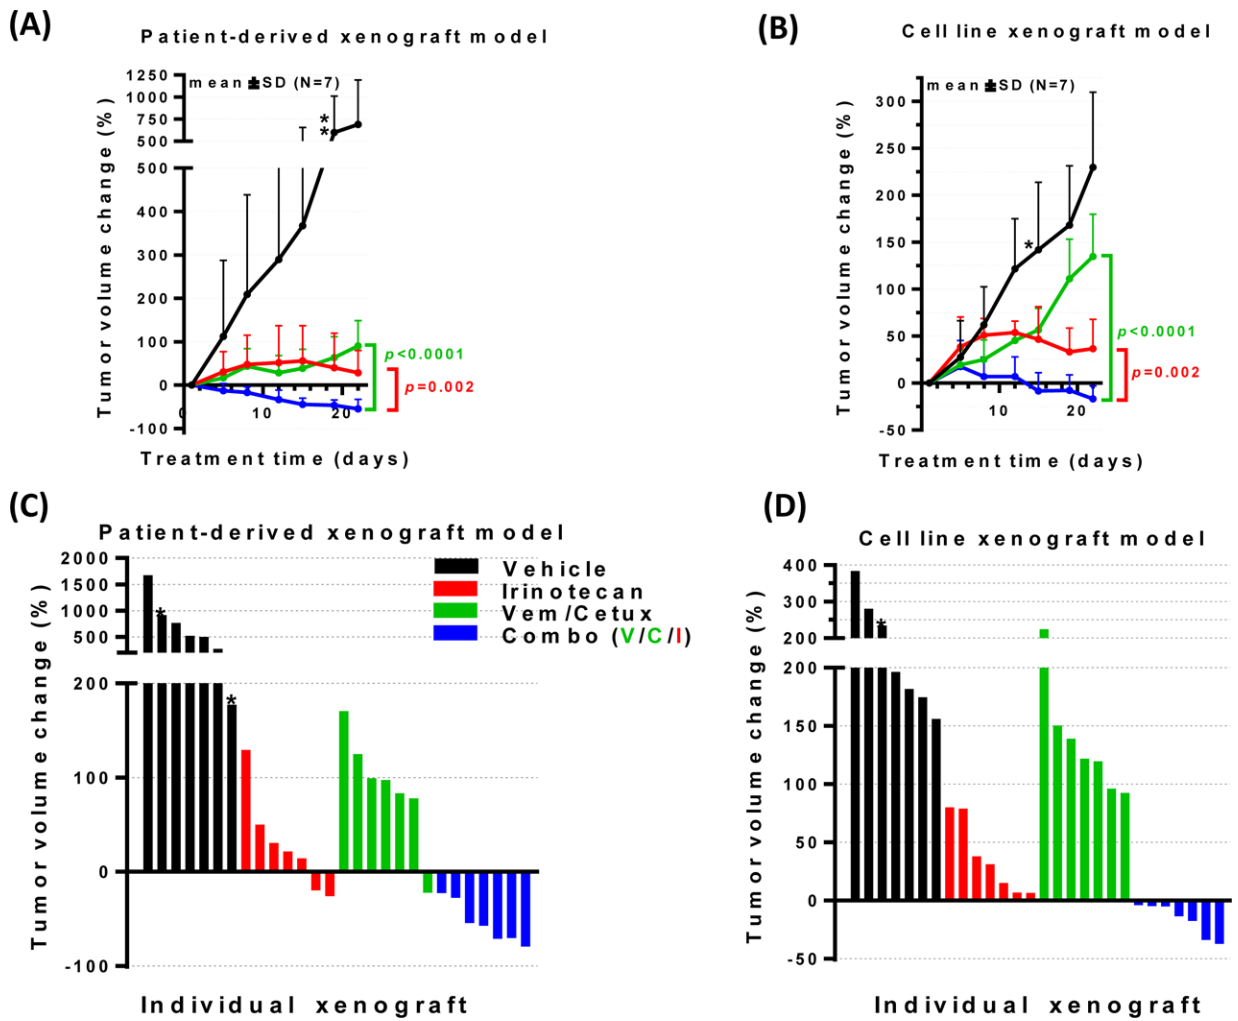 (A)
Patient-derived xenograft model
mean ±SD (N=7)
Tumor volume change (%)
1250
1000
750
500
**
500
400
300
200
100
0
-100
0
10
20
p<0.0001
p=0.002
Treatment time (days)
(B)
Cell line xenograft model
mean ±SD (N=7)
Tumor volume change (%)
300
250
200
150
100
50
0
-50
*
10
20
p<0.0001
p=0.002
Treatment time (days)
(C)
Patient-derived xenograft model
Tumor volume change (%)
2000
1500
1000
500
200
100
0
-100
*
*
Vehicle
Irinotecan
Vem/Cetux
Combo (V/C/I)
Individual xenograft
(D)
Cell line xenograft model
Tumor volume change (%)
400
300
200
200
150
100
50
0
-50
*
Individual xenograft